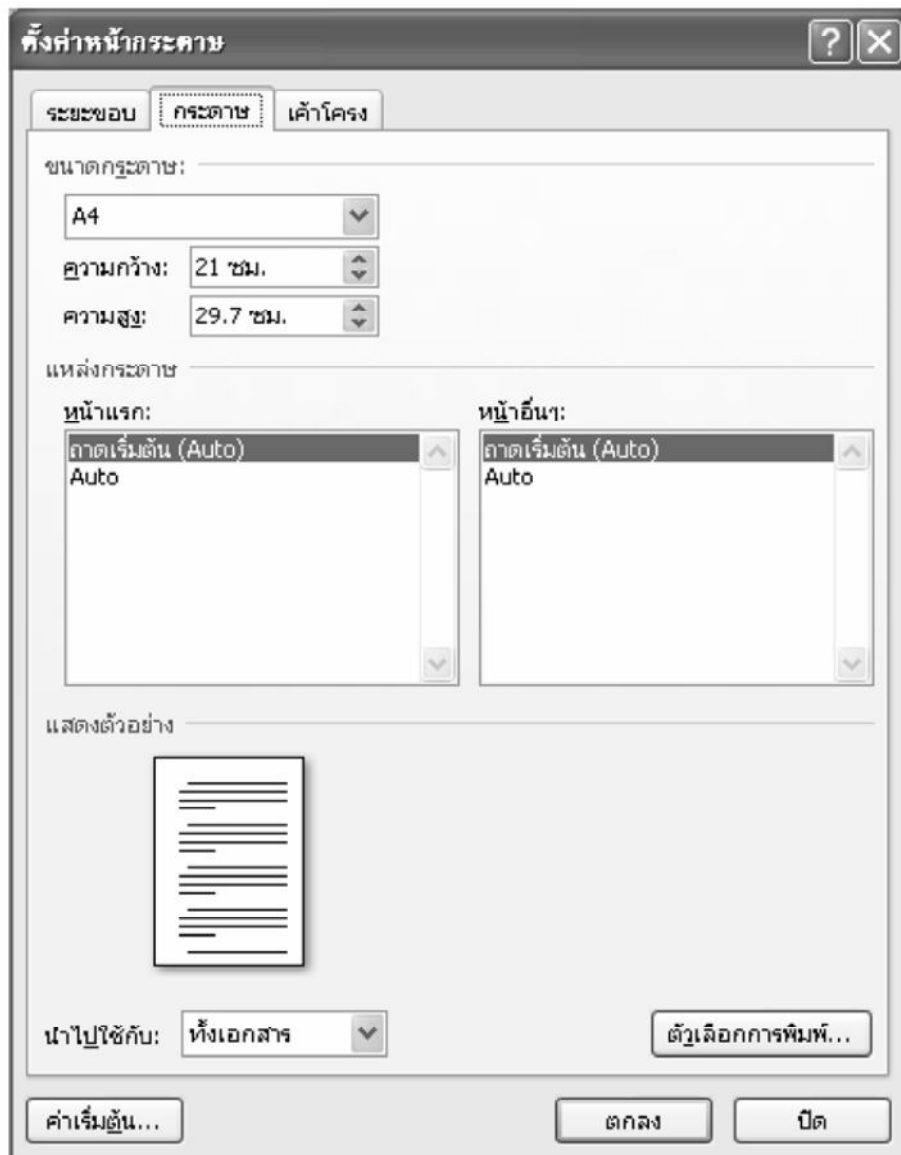 ตั้งค่าหน้ากระดาษ
ระยะขอบ กระดาษ เค้าโครง
ขนาดกระดาษ:
A4
ความกว้าง: 21 ซม.
ความสูง: 29.7 ซม.
แหล่งกระดาษ
หน้าแรก: หน้าอื่นๆ:
ถาดเริ่มต้น (Auto) ถาดเริ่มต้น (Auto)
Auto Auto
แสดงตัวอย่าง
นำไปใช้กับ: ทั้งเอกสาร ตัวเลือกการพิมพ์...
ค่าเริ่มต้น... ตกลง ปิด